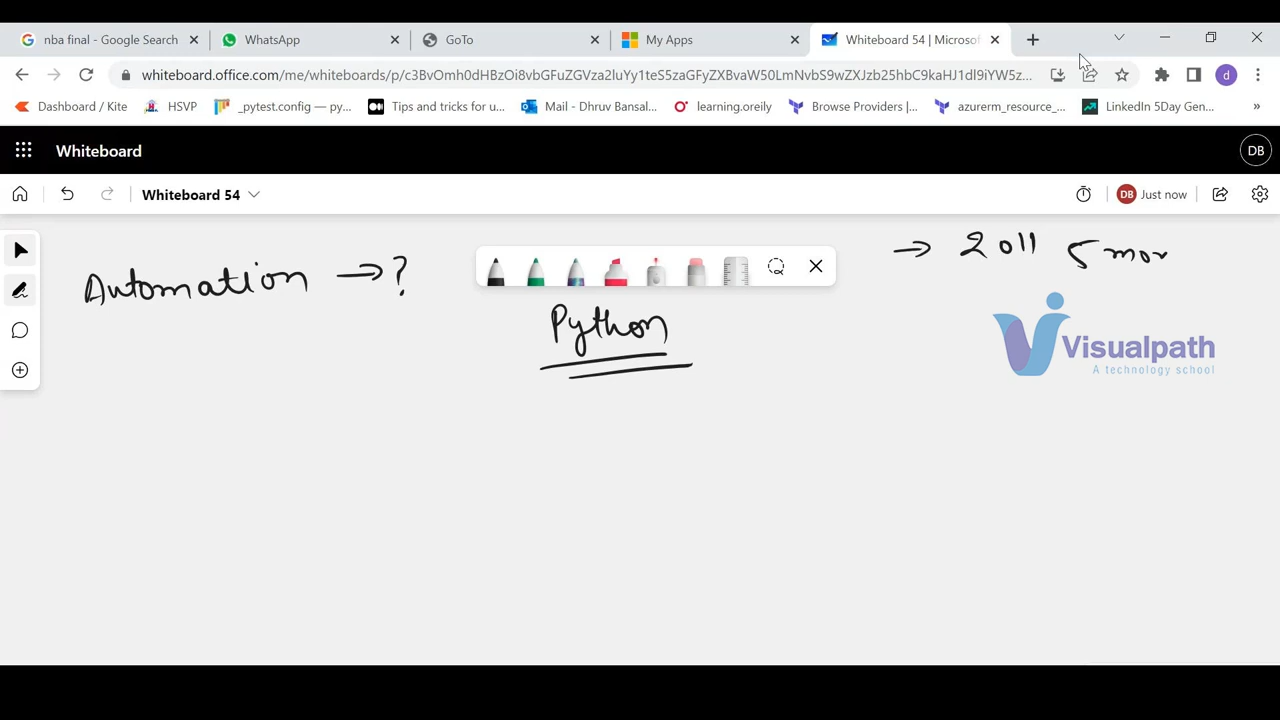 nba final - Google Search
WhatsApp
GoTo
My Apps
Whiteboard 54 | Microsof
whiteboard.office.com/me/whiteboards/p/c3BvOmh0dHBzOi8vbGFuZGVza2luYy1teS5zaGFyZXBvaW50LmNvbS9wZXJzb25hbC9kaHJ1dl9iYW5z...
d
Dashboard / Kite
HSVP
_pytest.config — py...
Tips and tricks for u...
Mail - Dhruv Bansal...
learning.oreily
Browse Providers |...
azurerm_resource_...
LinkedIn 5Day Gen...
»
Whiteboard
DB
Whiteboard 54
DB Just now
Automation → ?
Python
→ 2011 5 mon
Visualpath
A technology school